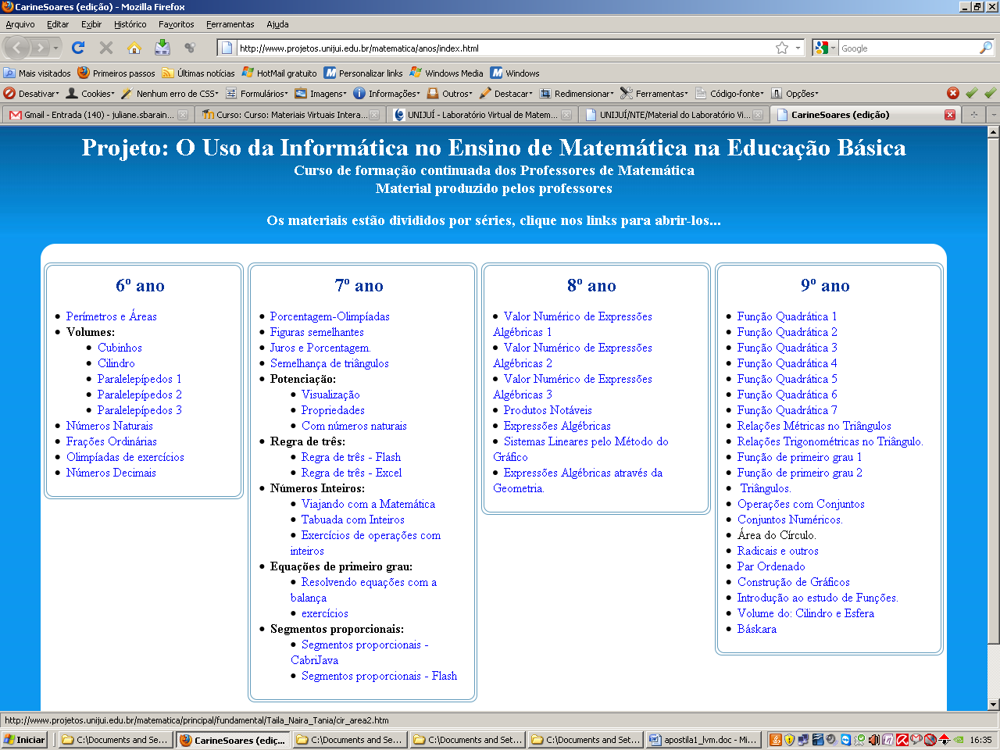 CarineSoares (edição) - Mozilla Firefox
Arquivo Editar Exibir Histórico Favoritos Ferramentas Ajuda
http://www.projetos.unijui.edu.br/matematica/anos/index.html
Google
Mais visitados Primeiros passos Últimas notícias HotMail gratuito Personalizar links Windows Media Windows
Desativar Cookies Nenhum erro de CSS Formulários Imagens Informações Outros Destacar Redimensionar Ferramentas Código-fonte Opções
Gmail - Entrada (140) - juliane.sbarain... Curso: Curso: Materiais Virtuais Intera... UNIJUÍ - Laboratório Virtual de Matem... UNIJUÍ/NTE/Material do Laboratório Vi... CarineSoares (edição)
Projeto: O Uso da Informática no Ensino de Matemática na Educação Básica
Curso de formação continuada dos Professores de Matemática
Material produzido pelos professores
Os materiais estão divididos por séries, clique nos links para abrir-los...
6º ano
Perímetros e Áreas
Volumes:
Cubinhos
Cilindro
Paralelepípedos 1
Paralelepípedos 2
Paralelepípedos 3
Números Naturais
Frações Ordinárias
Olimpíadas de exercícios
Números Decimais
7º ano
Porcentagem-Olimpíadas
Figuras semelhantes
Juros e Porcentagem.
Semelhança de triângulos
Potenciação:
Visualização
Propriedades
Com números naturais
Regra de três:
Regra de três - Flash
Regra de três - Excel
Números Inteiros:
Viajando com a Matemática
Tabuada com Inteiros
Exercícios de operações com
inteiros
Equações de primeiro grau:
Resolvendo equações com a
balança
exercícios
Segmentos proporcionais:
Segmentos proporcionais -
CabriJava
Segmentos proporcionais - Flash
8º ano
Valor Numérico de Expressões
Algébricas 1
Valor Numérico de Expressões
Algébricas 2
Valor Numérico de Expressões
Algébricas 3
Produtos Notáveis
Expressões Algébricas
Sistemas Lineares pelo Método do
Gráfico
Expressões Algébricas através da
Geometria.
9º ano
Função Quadrática 1
Função Quadrática 2
Função Quadrática 3
Função Quadrática 4
Função Quadrática 5
Função Quadrática 6
Função Quadrática 7
Relações Métricas no Triângulos
Relações Trigonométricas no Triângulo.
Função de primeiro grau 1
Função de primeiro grau 2
Triângulos.
Operações com Conjuntos
Conjuntos Numéricos.
Área do Círculo.
Radicais e outros
Par Ordenado
Construção de Gráficos
Introdução ao estudo de Funções.
Volume do: Cilindro e Esfera
Báskara
http://www.projetos.unijui.edu.br/matematica/principal/fundamental/Taila_Naira_Tania/cir_area2.htm
Iniciar C:\Documents and Se... CarineSoares (ediç... C:\Documents and Set... C:\Documents and Set... C:\Documents and Set... apostila1_lvm.doc - Mi... 16:35